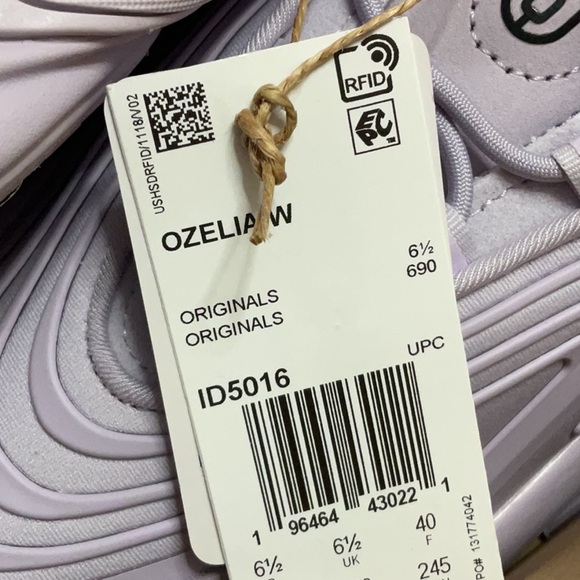 USHSDRFID/1118/V02
RFID
EPC
OZELIA W
6½
690
ORIGINALS
ORIGINALS
ID5016
UPC
1 96464 43022 1
6½
6½
UK
40
F
245
PO# 131774042